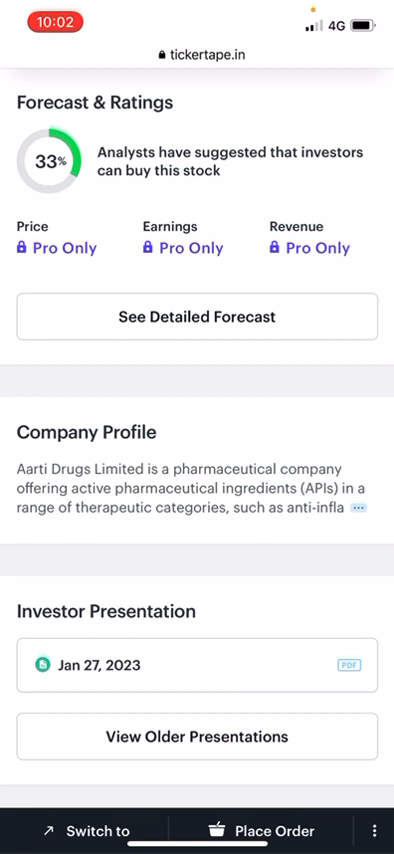 10:02
4G
tickertape.in
Forecast & Ratings
33%
Analysts have suggested that investors
can buy this stock
Price
Earnings
Revenue
Pro Only
Pro Only
Pro Only
See Detailed Forecast
Company Profile
Aarti Drugs Limited is a pharmaceutical company
offering active pharmaceutical ingredients (APIs) in a
range of therapeutic categories, such as anti-infla ...
Investor Presentation
Jan 27, 2023
PDF
View Older Presentations
Switch to
Place Order